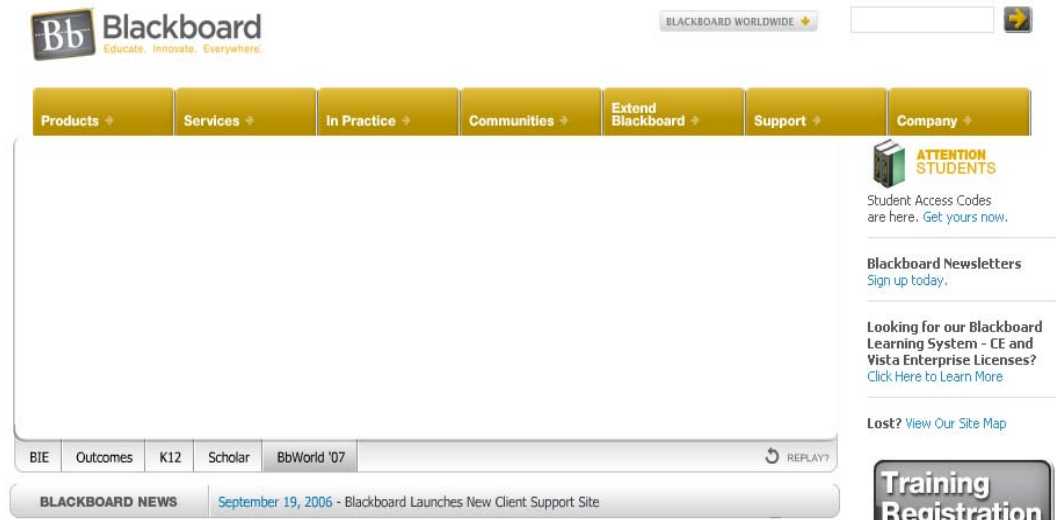 Bb Blackboard
Educate. Innovate. Everywhere.
BLACKBOARD WORLDWIDE
Products
Services
In Practice
Communities
Extend
Blackboard
Support
Company
ATTENTION
STUDENTS
Student Access Codes
are here. Get yours now.
Blackboard Newsletters
Sign up today.
Looking for our Blackboard
Learning System - CE and
Vista Enterprise Licenses?
Click Here to Learn More
Lost? View Our Site Map
BIE
Outcomes
K12
Scholar
BbWorld '07
REPLAY?
BLACKBOARD NEWS
September 19, 2006 - Blackboard Launches New Client Support Site
Training
Registration